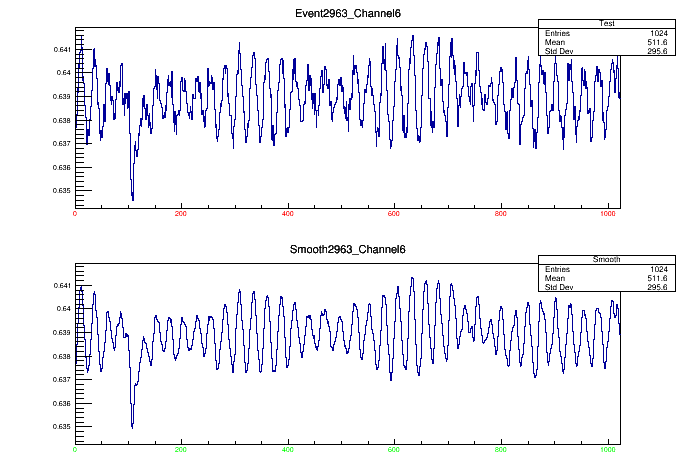 Event2963_Channel6
Test
Entries 1024
Mean 511.6
Std Dev 295.6
0.641
0.64
0.639
0.638
0.637
0.636
0.635
0 200 400 600 800 1000
Smooth2963_Channel6
Smooth
Entries 1024
Mean 511.6
Std Dev 295.6
0.641
0.64
0.639
0.638
0.637
0.636
0.635
0 200 400 600 800 1000